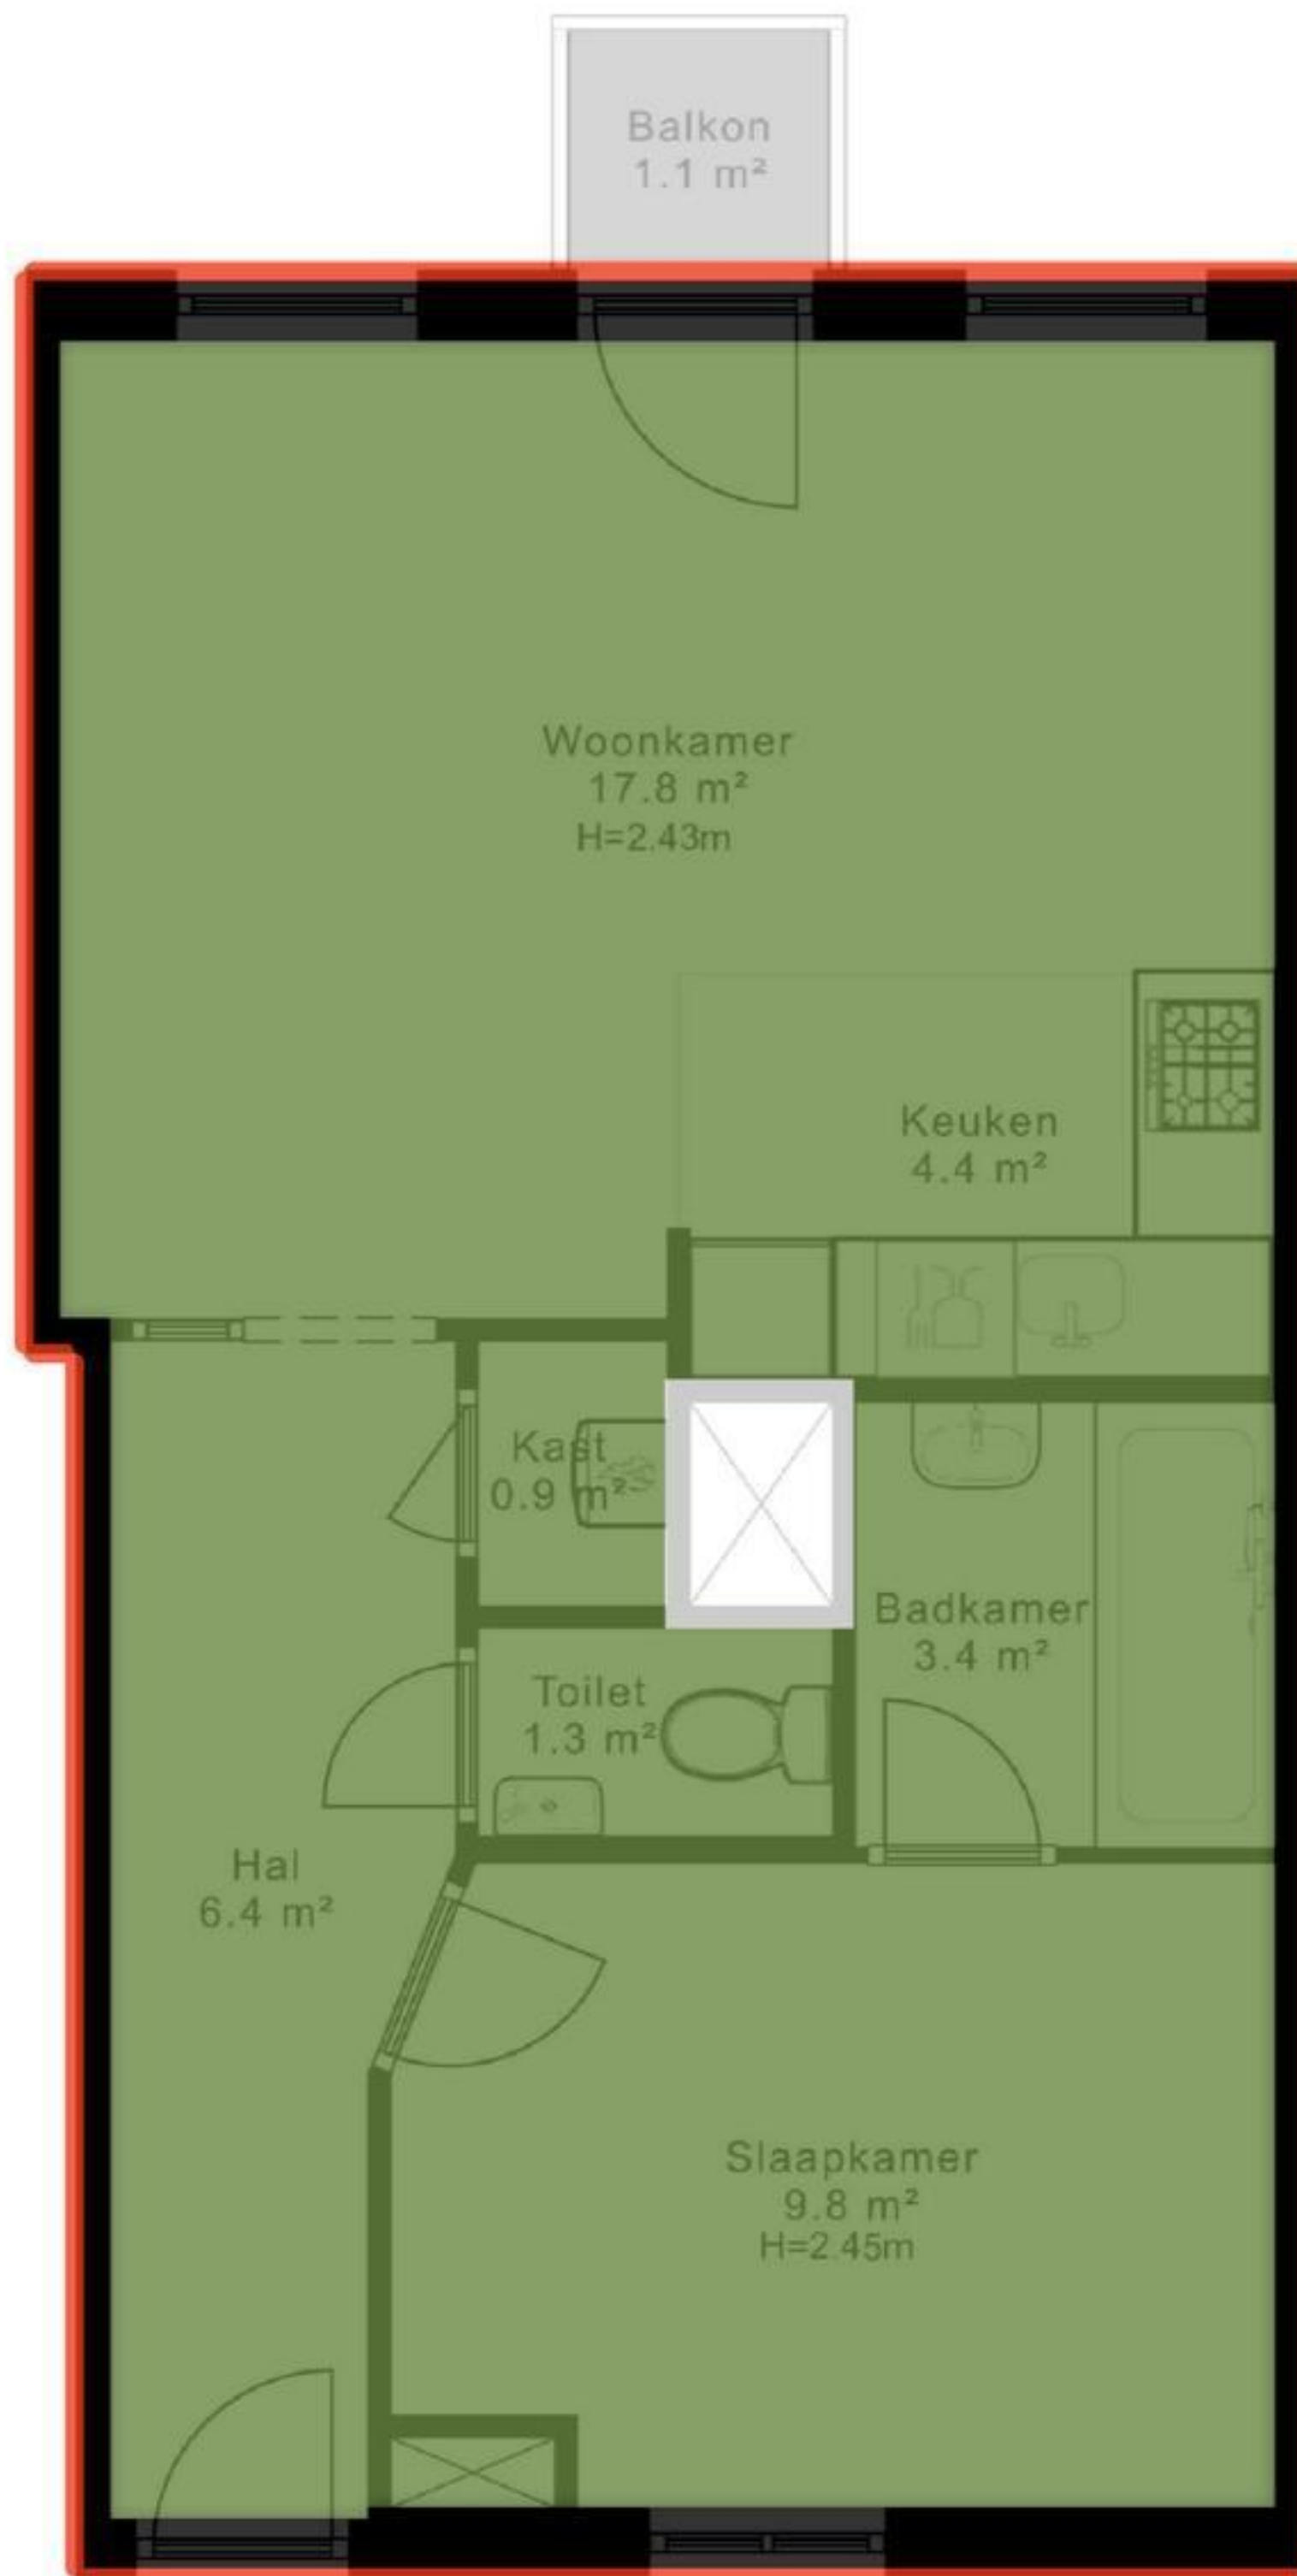 Balkon
1.1 m²
Woonkamer
17.8 m²
H=2.43m
Keuken
4.4 m²
Kast
0.9 m²
Badkamer
3.4 m²
Toilet
1.3 m²
Hal
6.4 m²
Slaapkamer
9.8 m²
H=2.45m